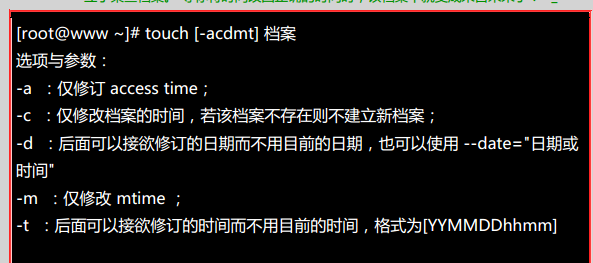 [root@www ~]# touch [-acdmt] 档案
选项与参数：
-a ：仅修订 access time；
-c ：仅修改档案的时间，若该档案不存在则不建立新档案；
-d ：后面可以接欲修订的日期而不用目前的日期，也可以使用 --date="日期或
时间"
-m ：仅修改 mtime ；
-t ：后面可以接欲修订的时间而不用目前的时间，格式为[YYMMDDhhmm]